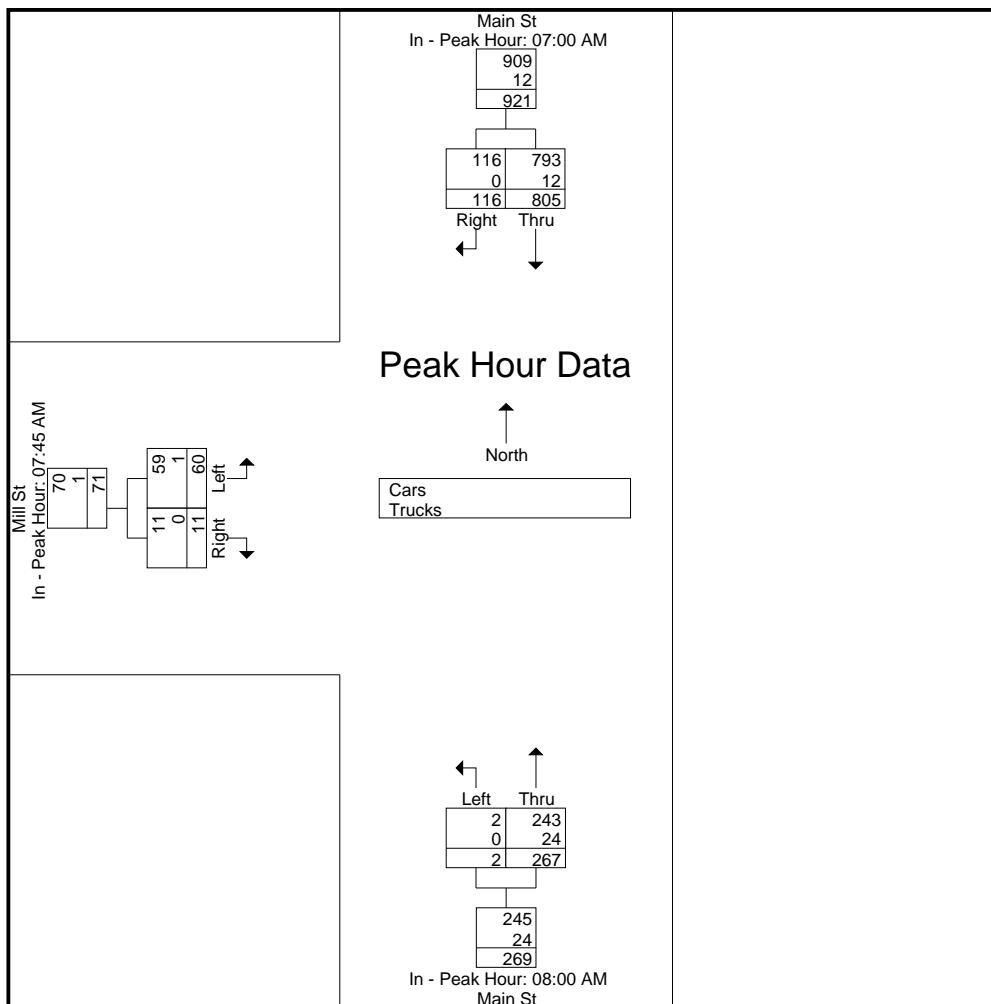 Main St
In - Peak Hour: 07:00 AM
909
12
921
116 793
0 12
116 805
Right Thru
Peak Hour Data
North
Cars
Trucks
Mill St
In - Peak Hour: 07:45 AM
70
1
71
11 59
0 1
11 60
Right Left
Left Thru
2 243
0 24
2 267
245
24
269
In - Peak Hour: 08:00 AM
Main St